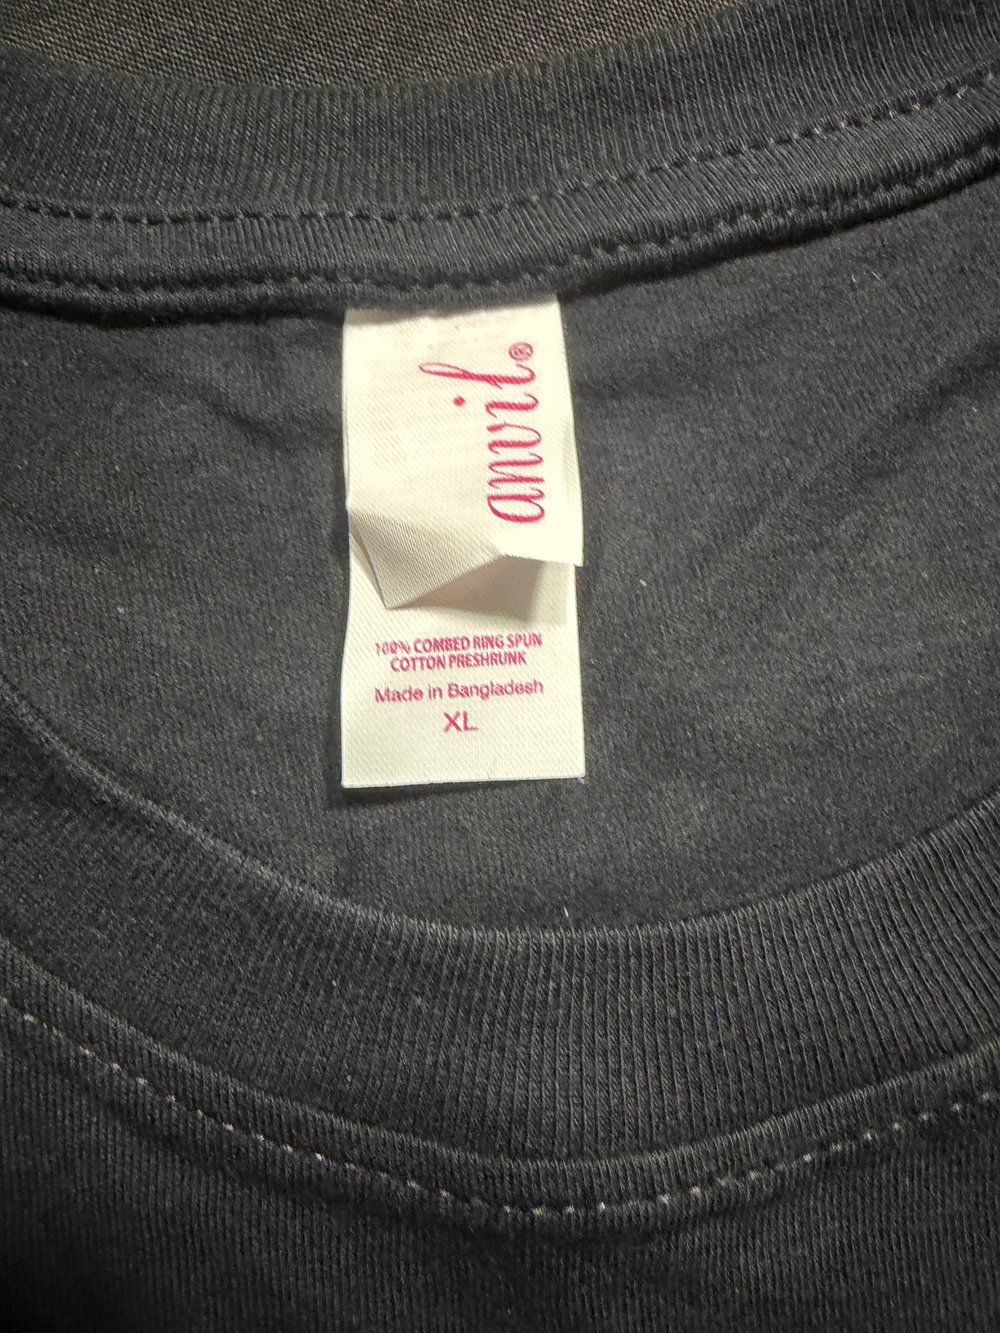 anvil®
100% COMBED RING SPUN
COTTON PRESHRUNK
Made in Bangladesh
XL